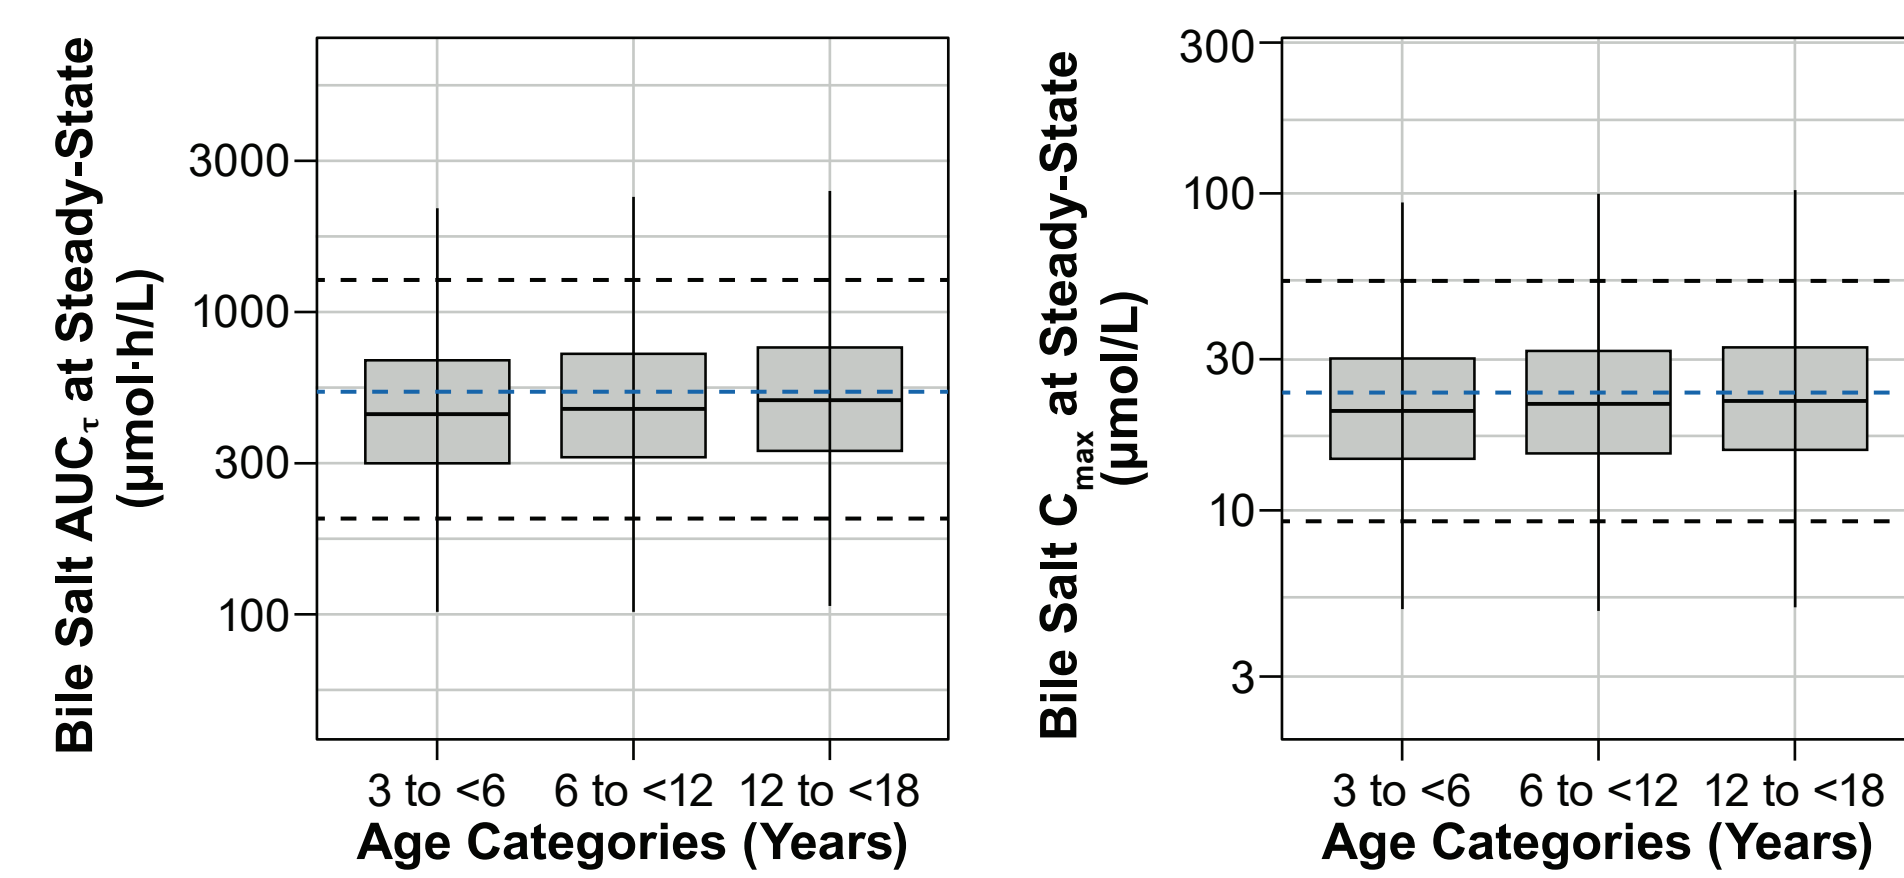 Bile Salt AUCτ at Steady-State
(µmol·h/L)
3000
1000
300
100
3 to <6 6 to <12 12 to <18
Age Categories (Years)
Bile Salt Cmax at Steady-State
(µmol/L)
300
100
30
10
3
3 to <6 6 to <12 12 to <18
Age Categories (Years)